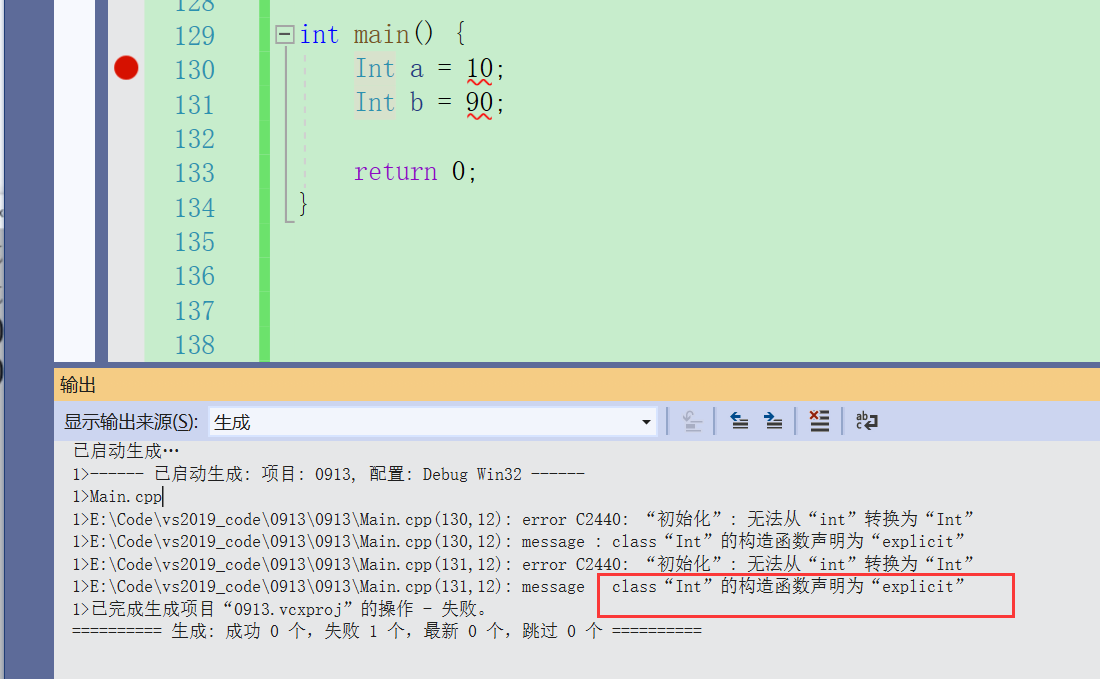 128
129 int main() {
130 Int a = 10;
131 Int b = 90;
132
133 return 0;
134 }
135
136
137
138
输出
显示输出来源(S): 生成
已启动生成…
1>------ 已启动生成: 项目: 0913, 配置: Debug Win32 ------
1>Main.cpp
1>E:\Code\vs2019_code\0913\0913\Main.cpp(130,12): error C2440: “初始化”: 无法从“int”转换为“Int”
1>E:\Code\vs2019_code\0913\0913\Main.cpp(130,12): message : class“Int”的构造函数声明为“explicit”
1>E:\Code\vs2019_code\0913\0913\Main.cpp(131,12): error C2440: “初始化”: 无法从“int”转换为“Int”
1>E:\Code\vs2019_code\0913\0913\Main.cpp(131,12): message class“Int”的构造函数声明为“explicit”
1>已完成生成项目“0913.vcxproj”的操作 - 失败。
========== 生成: 成功 0 个，失败 1 个，最新 0 个，跳过 0 个 ==========